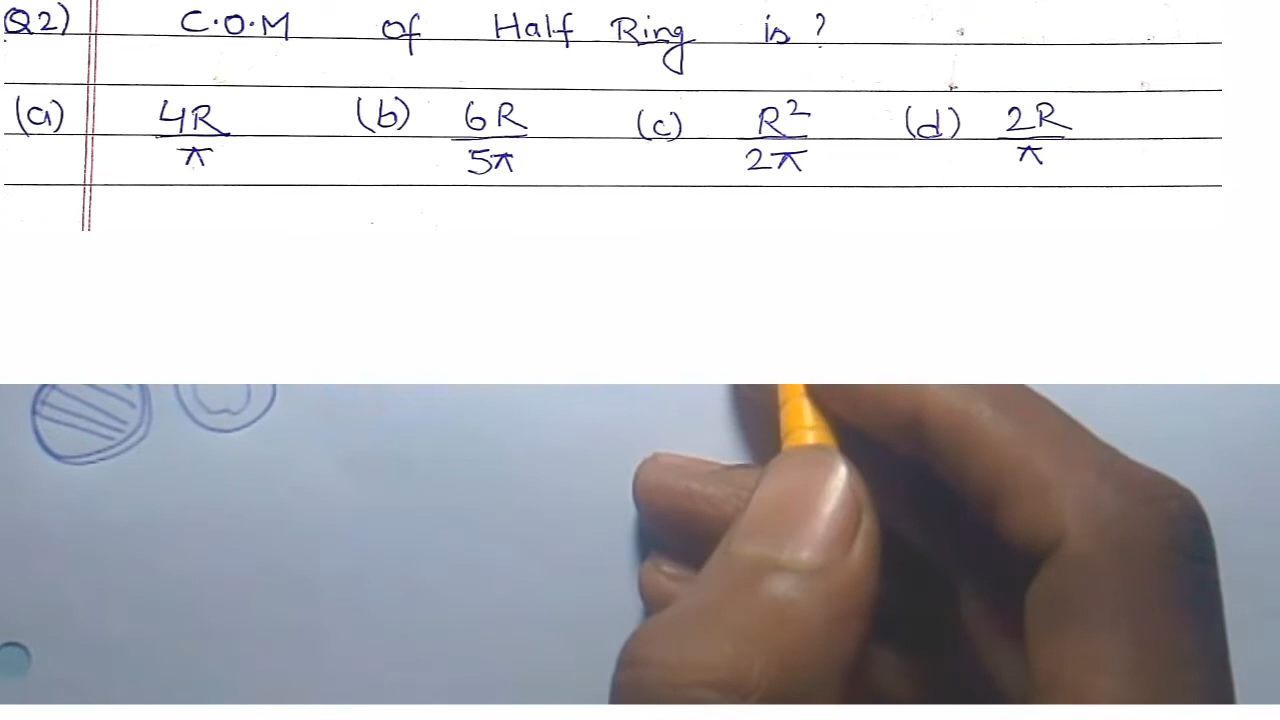 Q2) C.O.M of Half Ring is ?
(a) 4R/π (b) 6R/5π (c) R²/2π (d) 2R/π